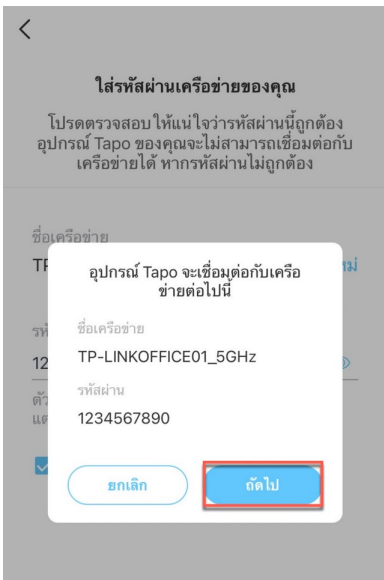 ใส่รหัสผ่านเครือข่ายของคุณ
โปรดตรวจสอบให้แน่ใจว่ารหัสผ่านนี้ถูกต้อง
อุปกรณ์ Tapo ของคุณจะไม่สามารถเชื่อมต่อกับ
เครือข่ายได้ หากรหัสผ่านไม่ถูกต้อง
ชื่อเครือข่าย
อุปกรณ์ Tapo จะเชื่อมต่อกับเครือ
ข่ายต่อไปนี้
ชื่อเครือข่าย
TP-LINKOFFICE01_5GHz
รหัสผ่าน
1234567890
ยกเลิก
ถัดไป